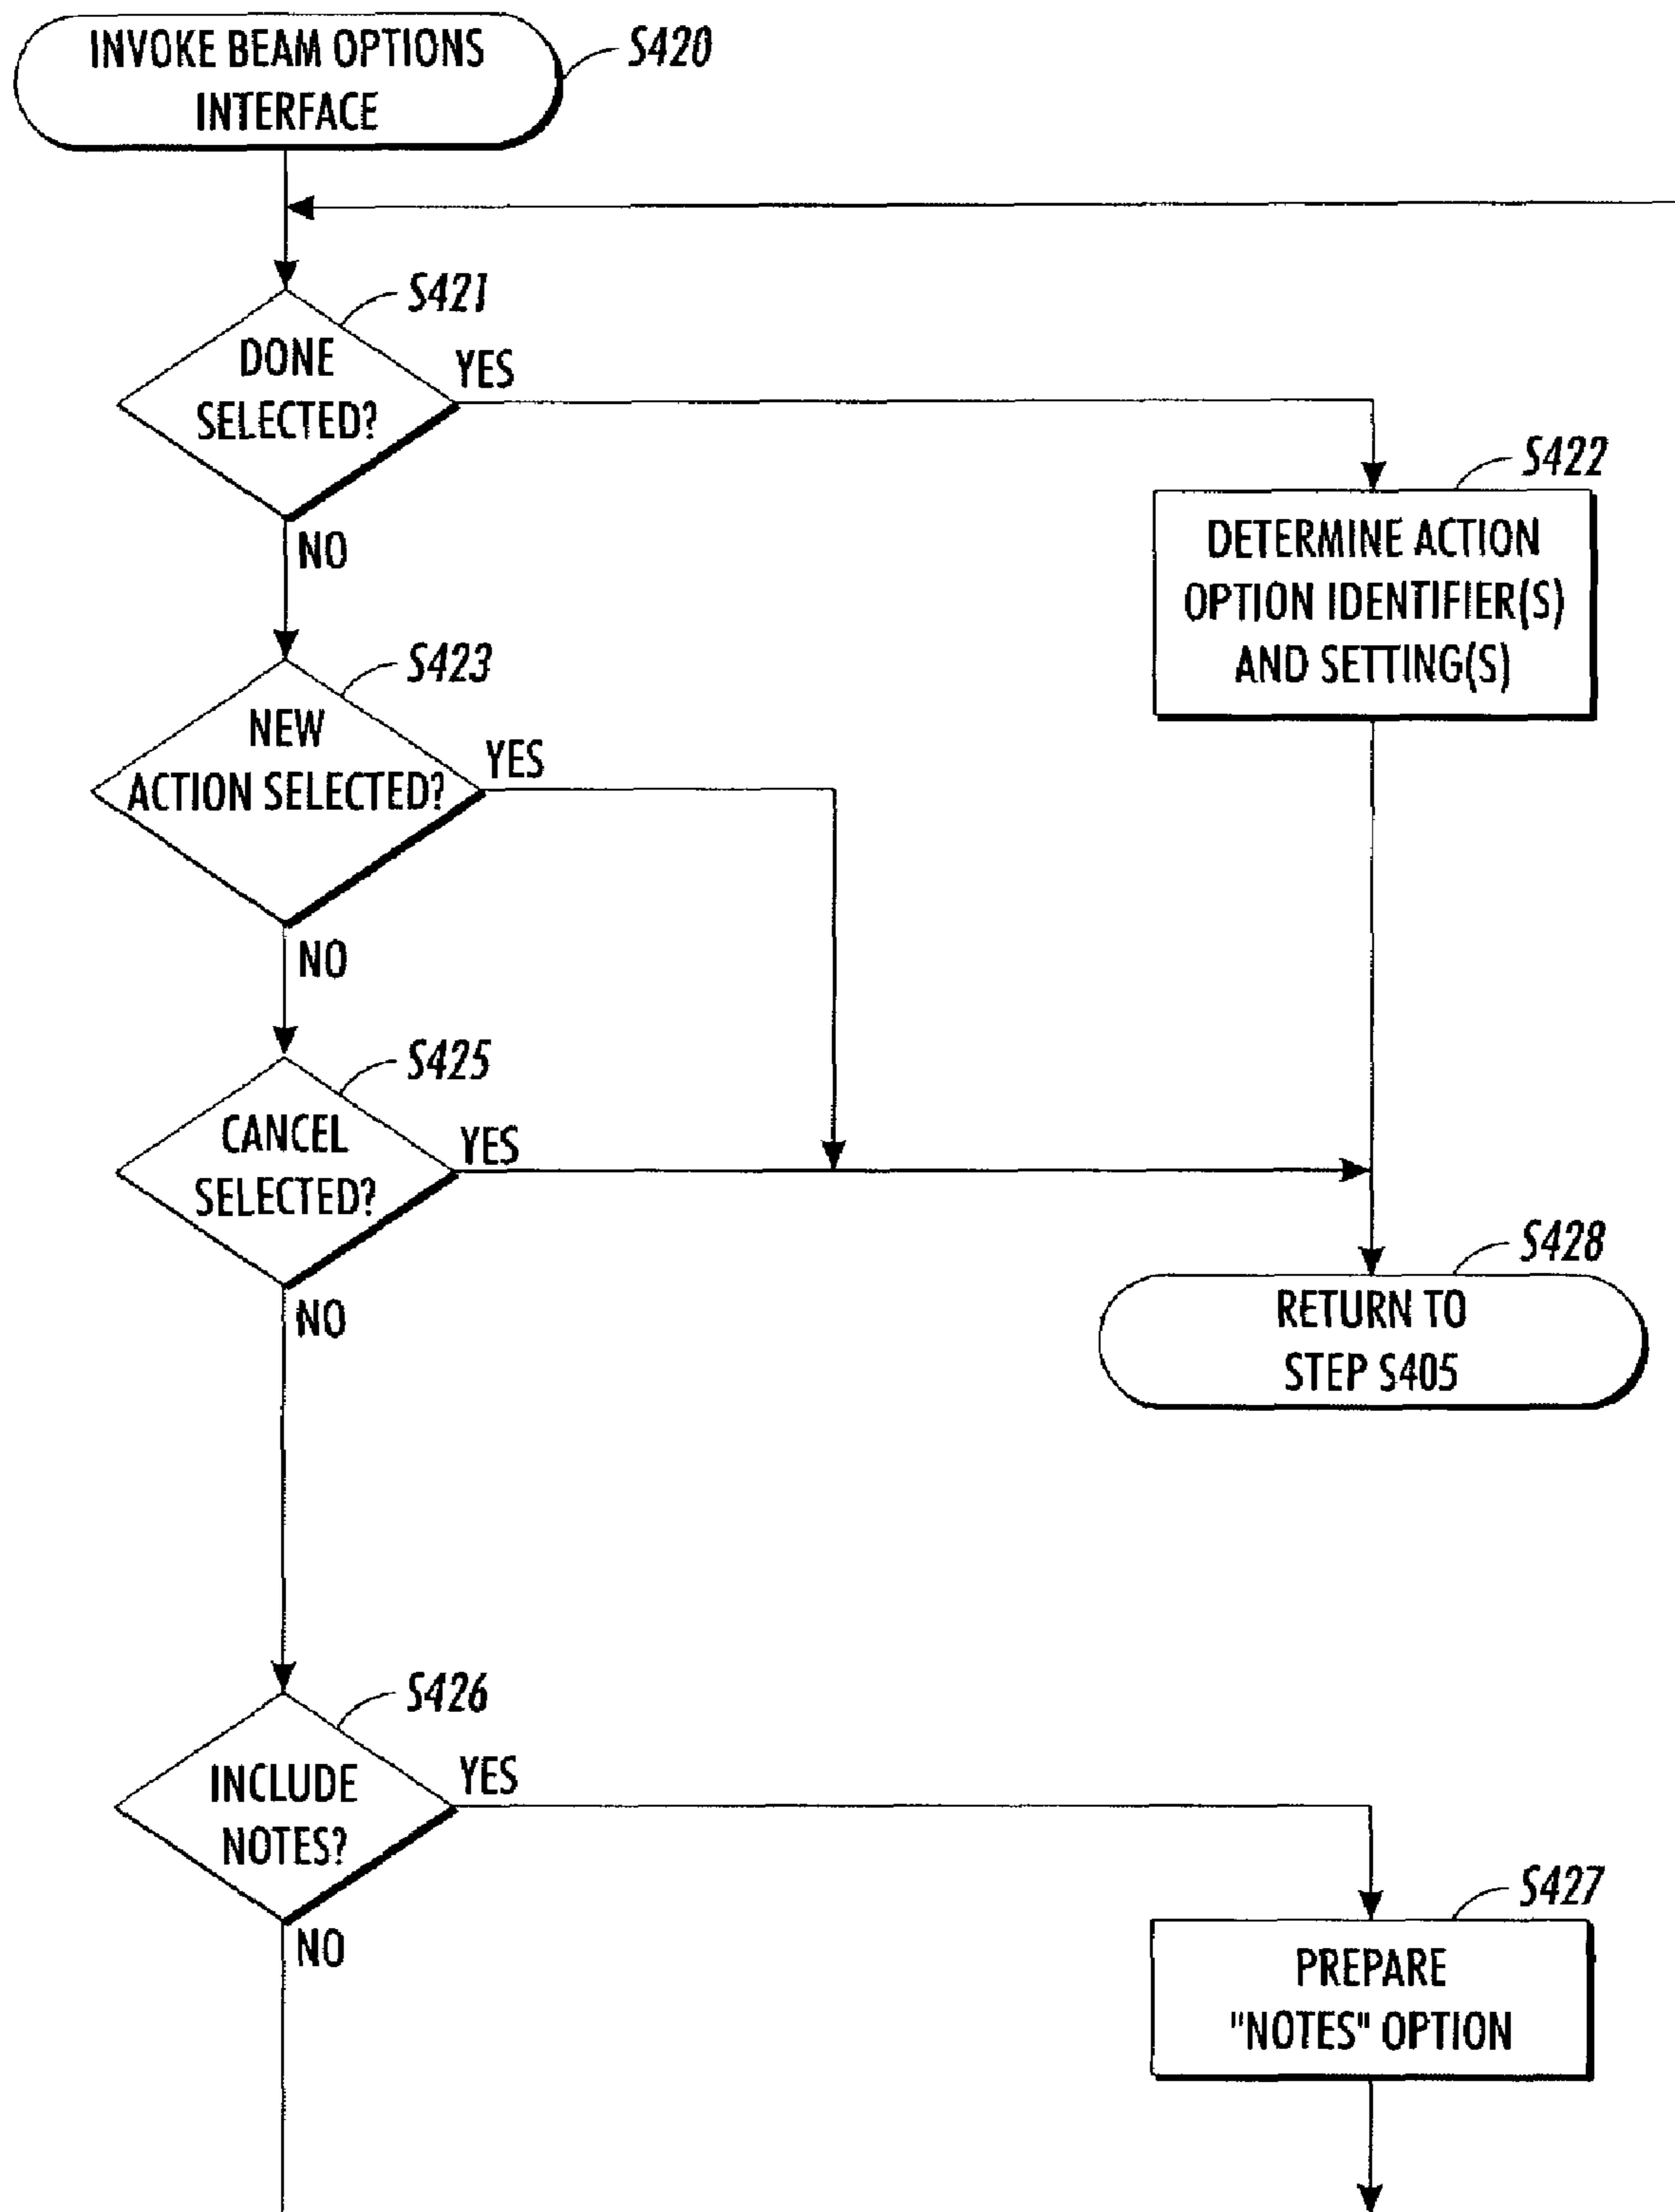 INVOKE BEAM OPTIONS
INTERFACE
S420
S421
DONE
SELECTED?
YES
NO
S422
DETERMINE ACTION
OPTION IDENTIFIER(S)
AND SETTING(S)
S423
NEW
ACTION SELECTED?
YES
NO
S425
CANCEL
SELECTED?
YES
NO
S428
RETURN TO
STEP S405
S426
INCLUDE
NOTES?
YES
NO
S427
PREPARE
"NOTES" OPTION